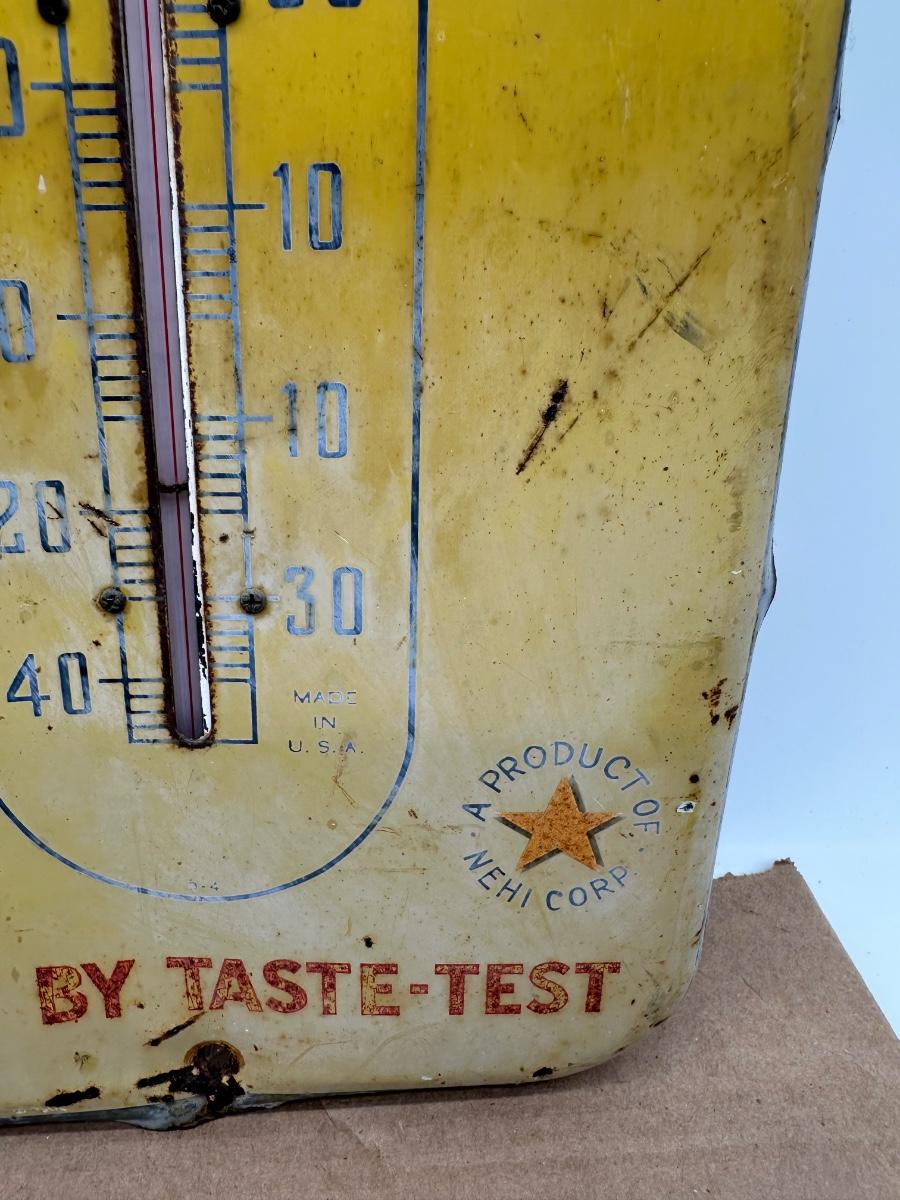 10
10
20
30
40
MADE
IN
U.S.A.
A PRODUCT OF
NEHI CORP.
BY TASTE-TEST